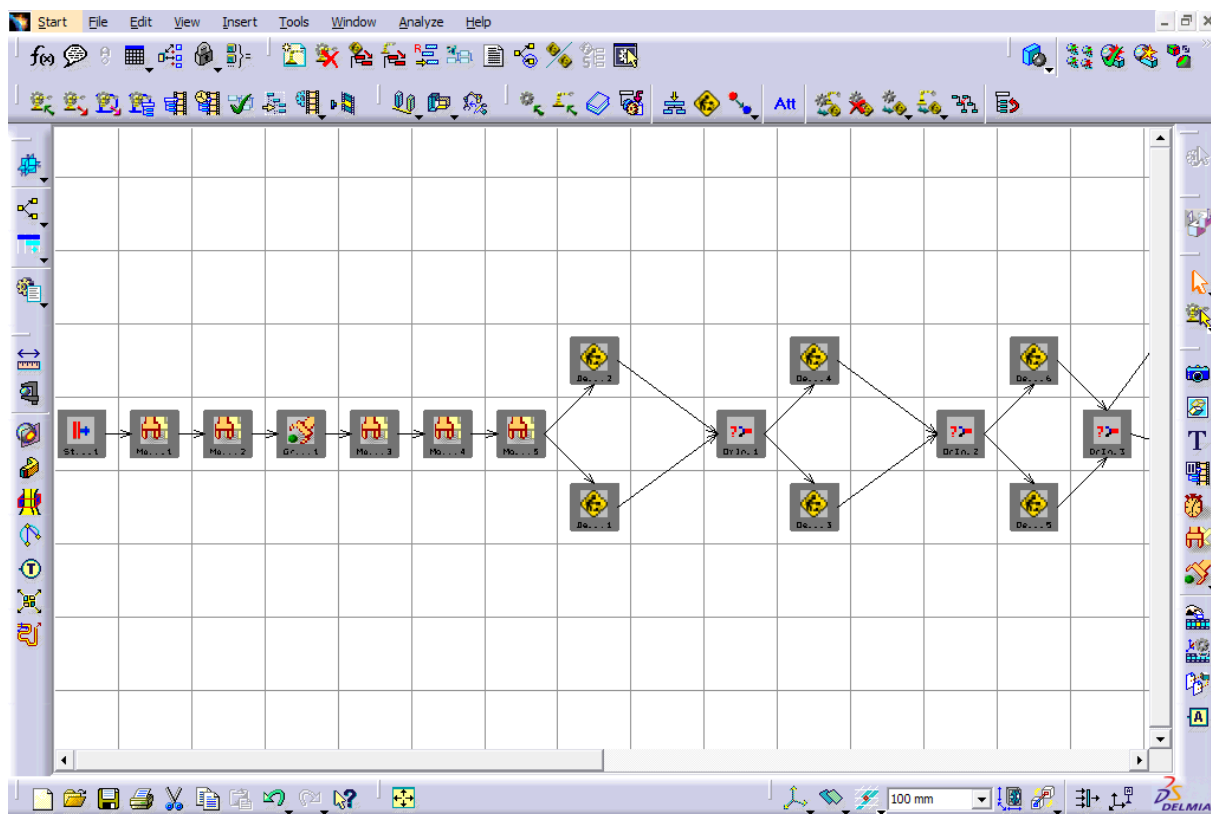 Start File Edit View Insert Tools Window Analyze Help
f(x)
Att
De...2
De...4
De...6
St...1 Mo...1 Mo...2 Gr...1 Mo...3 Mo...4 Mo...5 OrIn.1 OrIn.2 OrIn.3
De...1
De...3
De...5
T
T
A
100 mm
DELMIA